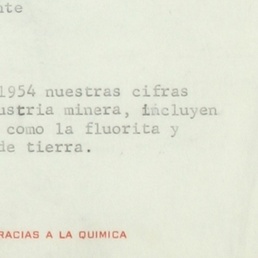 nte
1954 nuestras cifras
ustria minera, incluyen
como la fluorita y
de tierra.
RACIAS A LA QUIMICA